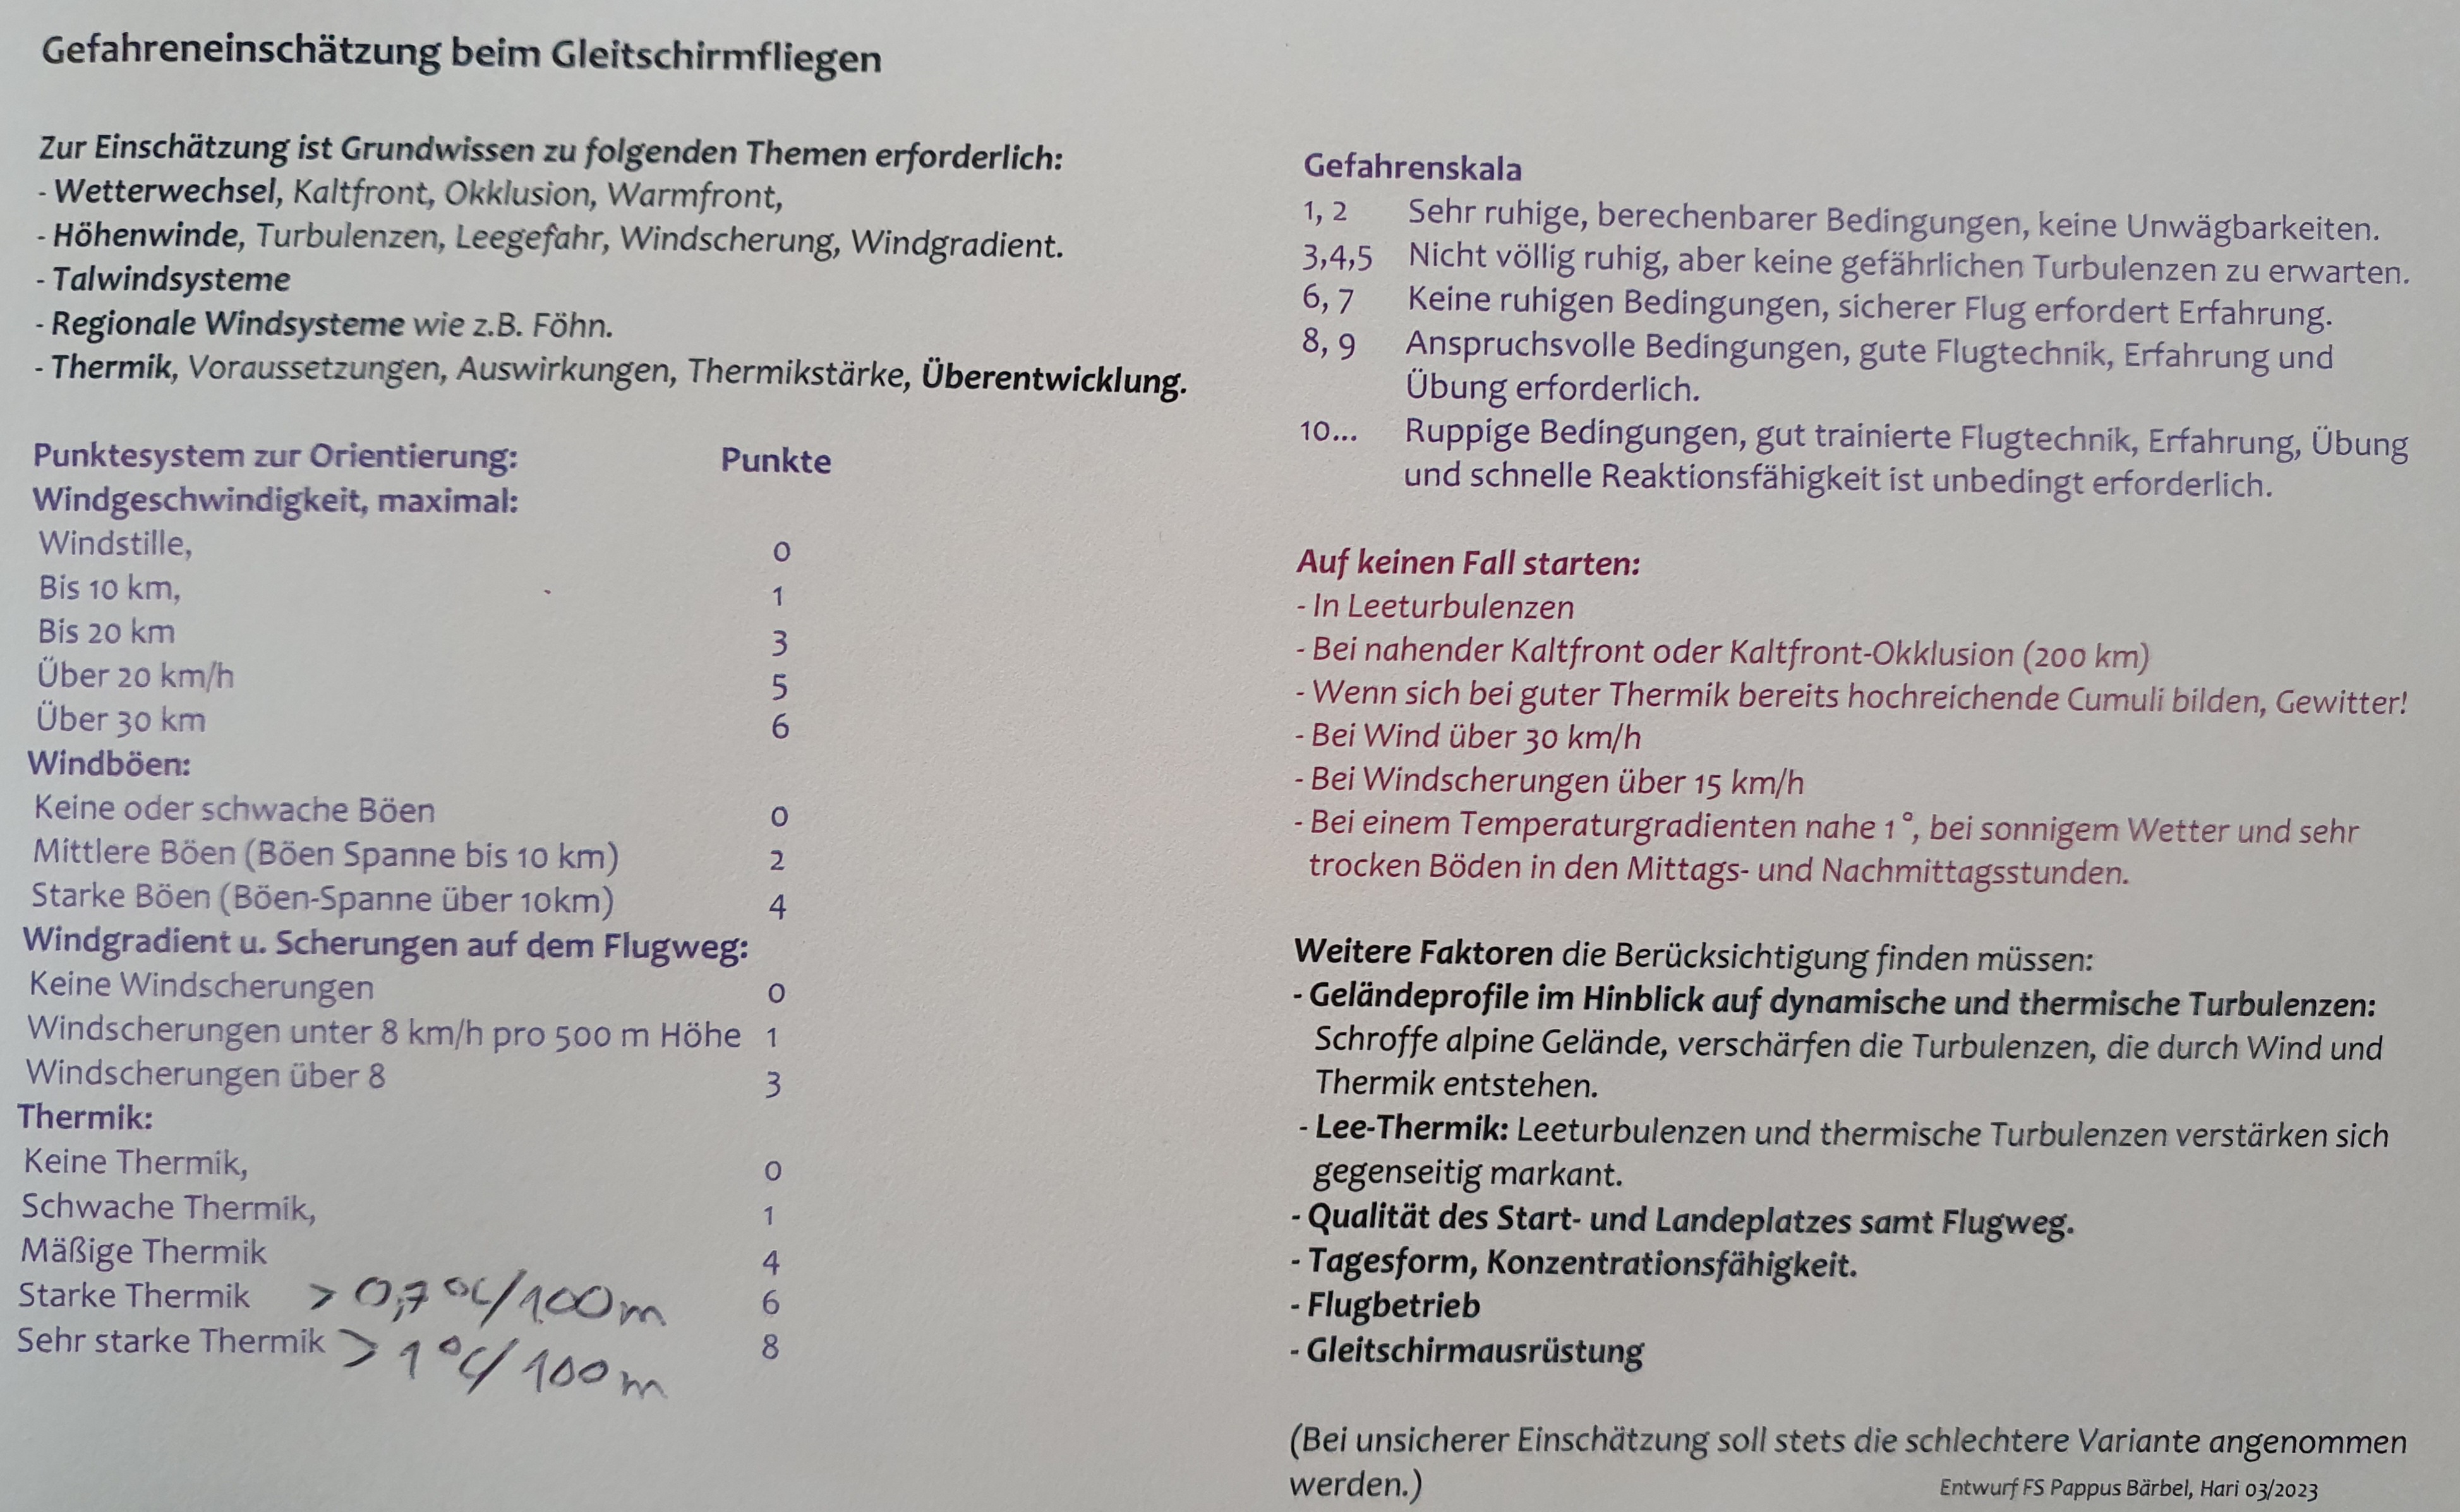 Gefahreneinschätzung beim Gleitschirmfliegen
Zur Einschätzung ist Grundwissen zu folgenden Themen erforderlich:
- Wetterwechsel, Kaltfront, Okklusion, Warmfront,
- Höhenwinde, Turbulenzen, Leegefahr, Windscherung, Windgradient.
- Talwindsysteme
- Regionale Windsysteme wie z.B. Föhn.
- Thermik, Voraussetzungen, Auswirkungen, Thermikstärke, Überentwicklung.
Punktesystem zur Orientierung: Punkte
Windgeschwindigkeit, maximal:
Windstille, 0
Bis 10 km, 1
Bis 20 km 3
Über 20 km/h 5
Über 30 km 6
Windböen:
Keine oder schwache Böen 0
Mittlere Böen (Böen Spanne bis 10 km) 2
Starke Böen (Böen-Spanne über 10km) 4
Windgradient u. Scherungen auf dem Flugweg:
Keine Windscherungen 0
Windscherungen unter 8 km/h pro 500 m Höhe 1
Windscherungen über 8 3
Thermik:
Keine Thermik, 0
Schwache Thermik, 1
Mäßige Thermik 4
Starke Thermik > 0,7 °C/100m 6
Sehr starke Thermik > 1°C/100m 8
Gefahrenskala
1, 2 Sehr ruhige, berechenbarer Bedingungen, keine Unwägbarkeiten.
3,4,5 Nicht völlig ruhig, aber keine gefährlichen Turbulenzen zu erwarten.
6, 7 Keine ruhigen Bedingungen, sicherer Flug erfordert Erfahrung.
8, 9 Anspruchsvolle Bedingungen, gute Flugtechnik, Erfahrung und
Übung erforderlich.
10... Ruppige Bedingungen, gut trainierte Flugtechnik, Erfahrung, Übung
und schnelle Reaktionsfähigkeit ist unbedingt erforderlich.
Auf keinen Fall starten:
- In Leeturbulenzen
- Bei nahender Kaltfront oder Kaltfront-Okklusion (200 km)
- Wenn sich bei guter Thermik bereits hochreichende Cumuli bilden, Gewitter!
- Bei Wind über 30 km/h
- Bei Windscherungen über 15 km/h
- Bei einem Temperaturgradienten nahe 1°, bei sonnigem Wetter und sehr
trocken Böden in den Mittags- und Nachmittagsstunden.
Weitere Faktoren die Berücksichtigung finden müssen:
- Geländeprofile im Hinblick auf dynamische und thermische Turbulenzen:
Schroffe alpine Gelände, verschärfen die Turbulenzen, die durch Wind und
Thermik entstehen.
- Lee-Thermik: Leeturbulenzen und thermische Turbulenzen verstärken sich
gegenseitig markant.
- Qualität des Start- und Landeplatzes samt Flugweg.
- Tagesform, Konzentrationsfähigkeit.
- Flugbetrieb
- Gleitschirmausrüstung
(Bei unsicherer Einschätzung soll stets die schlechtere Variante angenommen
werden.)
Entwurf FS Pappus Bärbel, Hari 03/2023